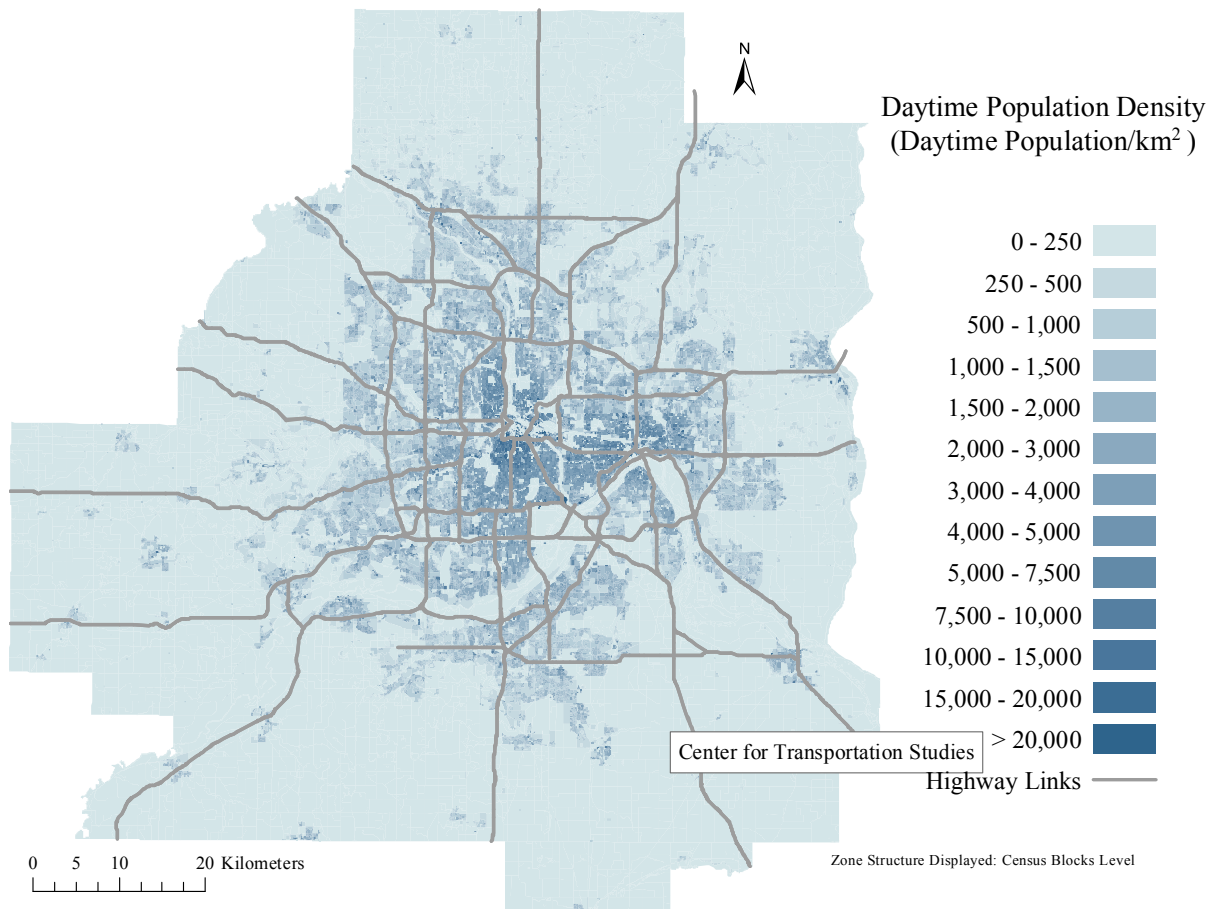 N
Daytime Population Density
(Daytime Population/km² )
0 - 250
250 - 500
500 - 1,000
1,000 - 1,500
1,500 - 2,000
2,000 - 3,000
3,000 - 4,000
4,000 - 5,000
5,000 - 7,500
7,500 - 10,000
10,000 - 15,000
15,000 - 20,000
> 20,000
Center for Transportation Studies
Highway Links
0 5 10 20 Kilometers
Zone Structure Displayed: Census Blocks Level